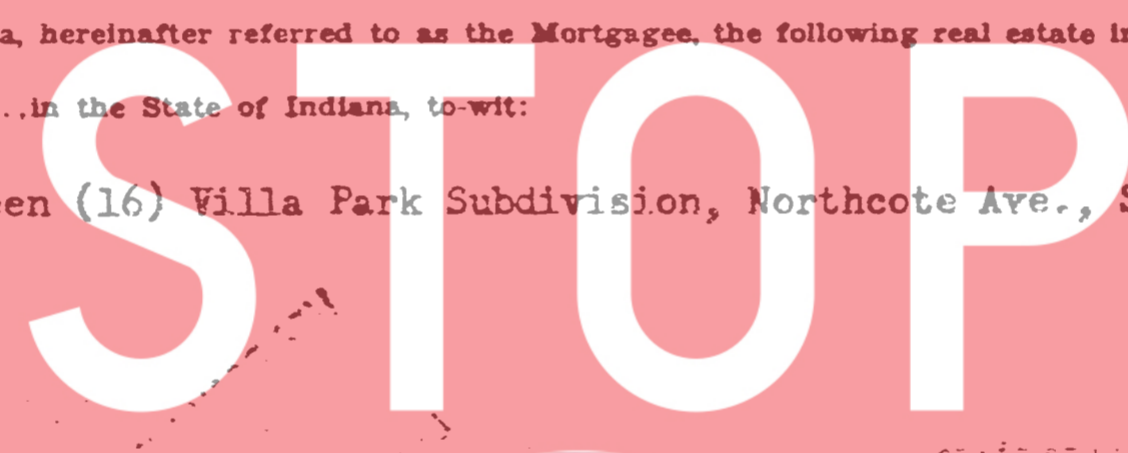 a, hereinafter referred to as the Mortgagee, the following real estate in
..,in the State of Indiana, to-wit:
een (16) Villa Park Subdivision, Northcote Ave., S
STOP